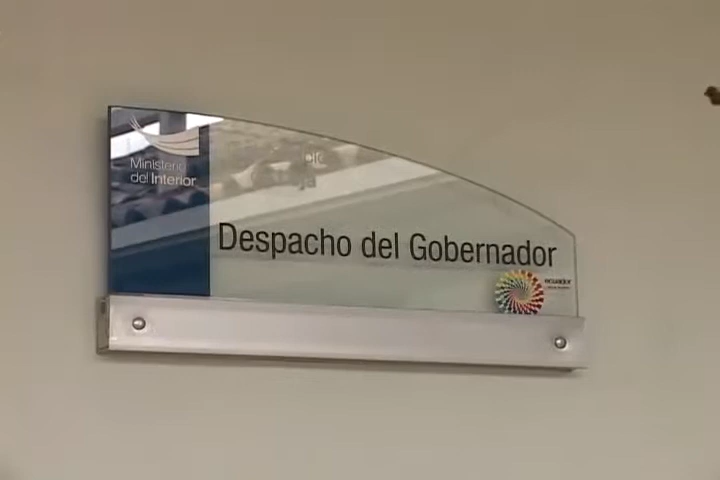 Ministerio
del Interior
Despacho del Gobernador
ecuador